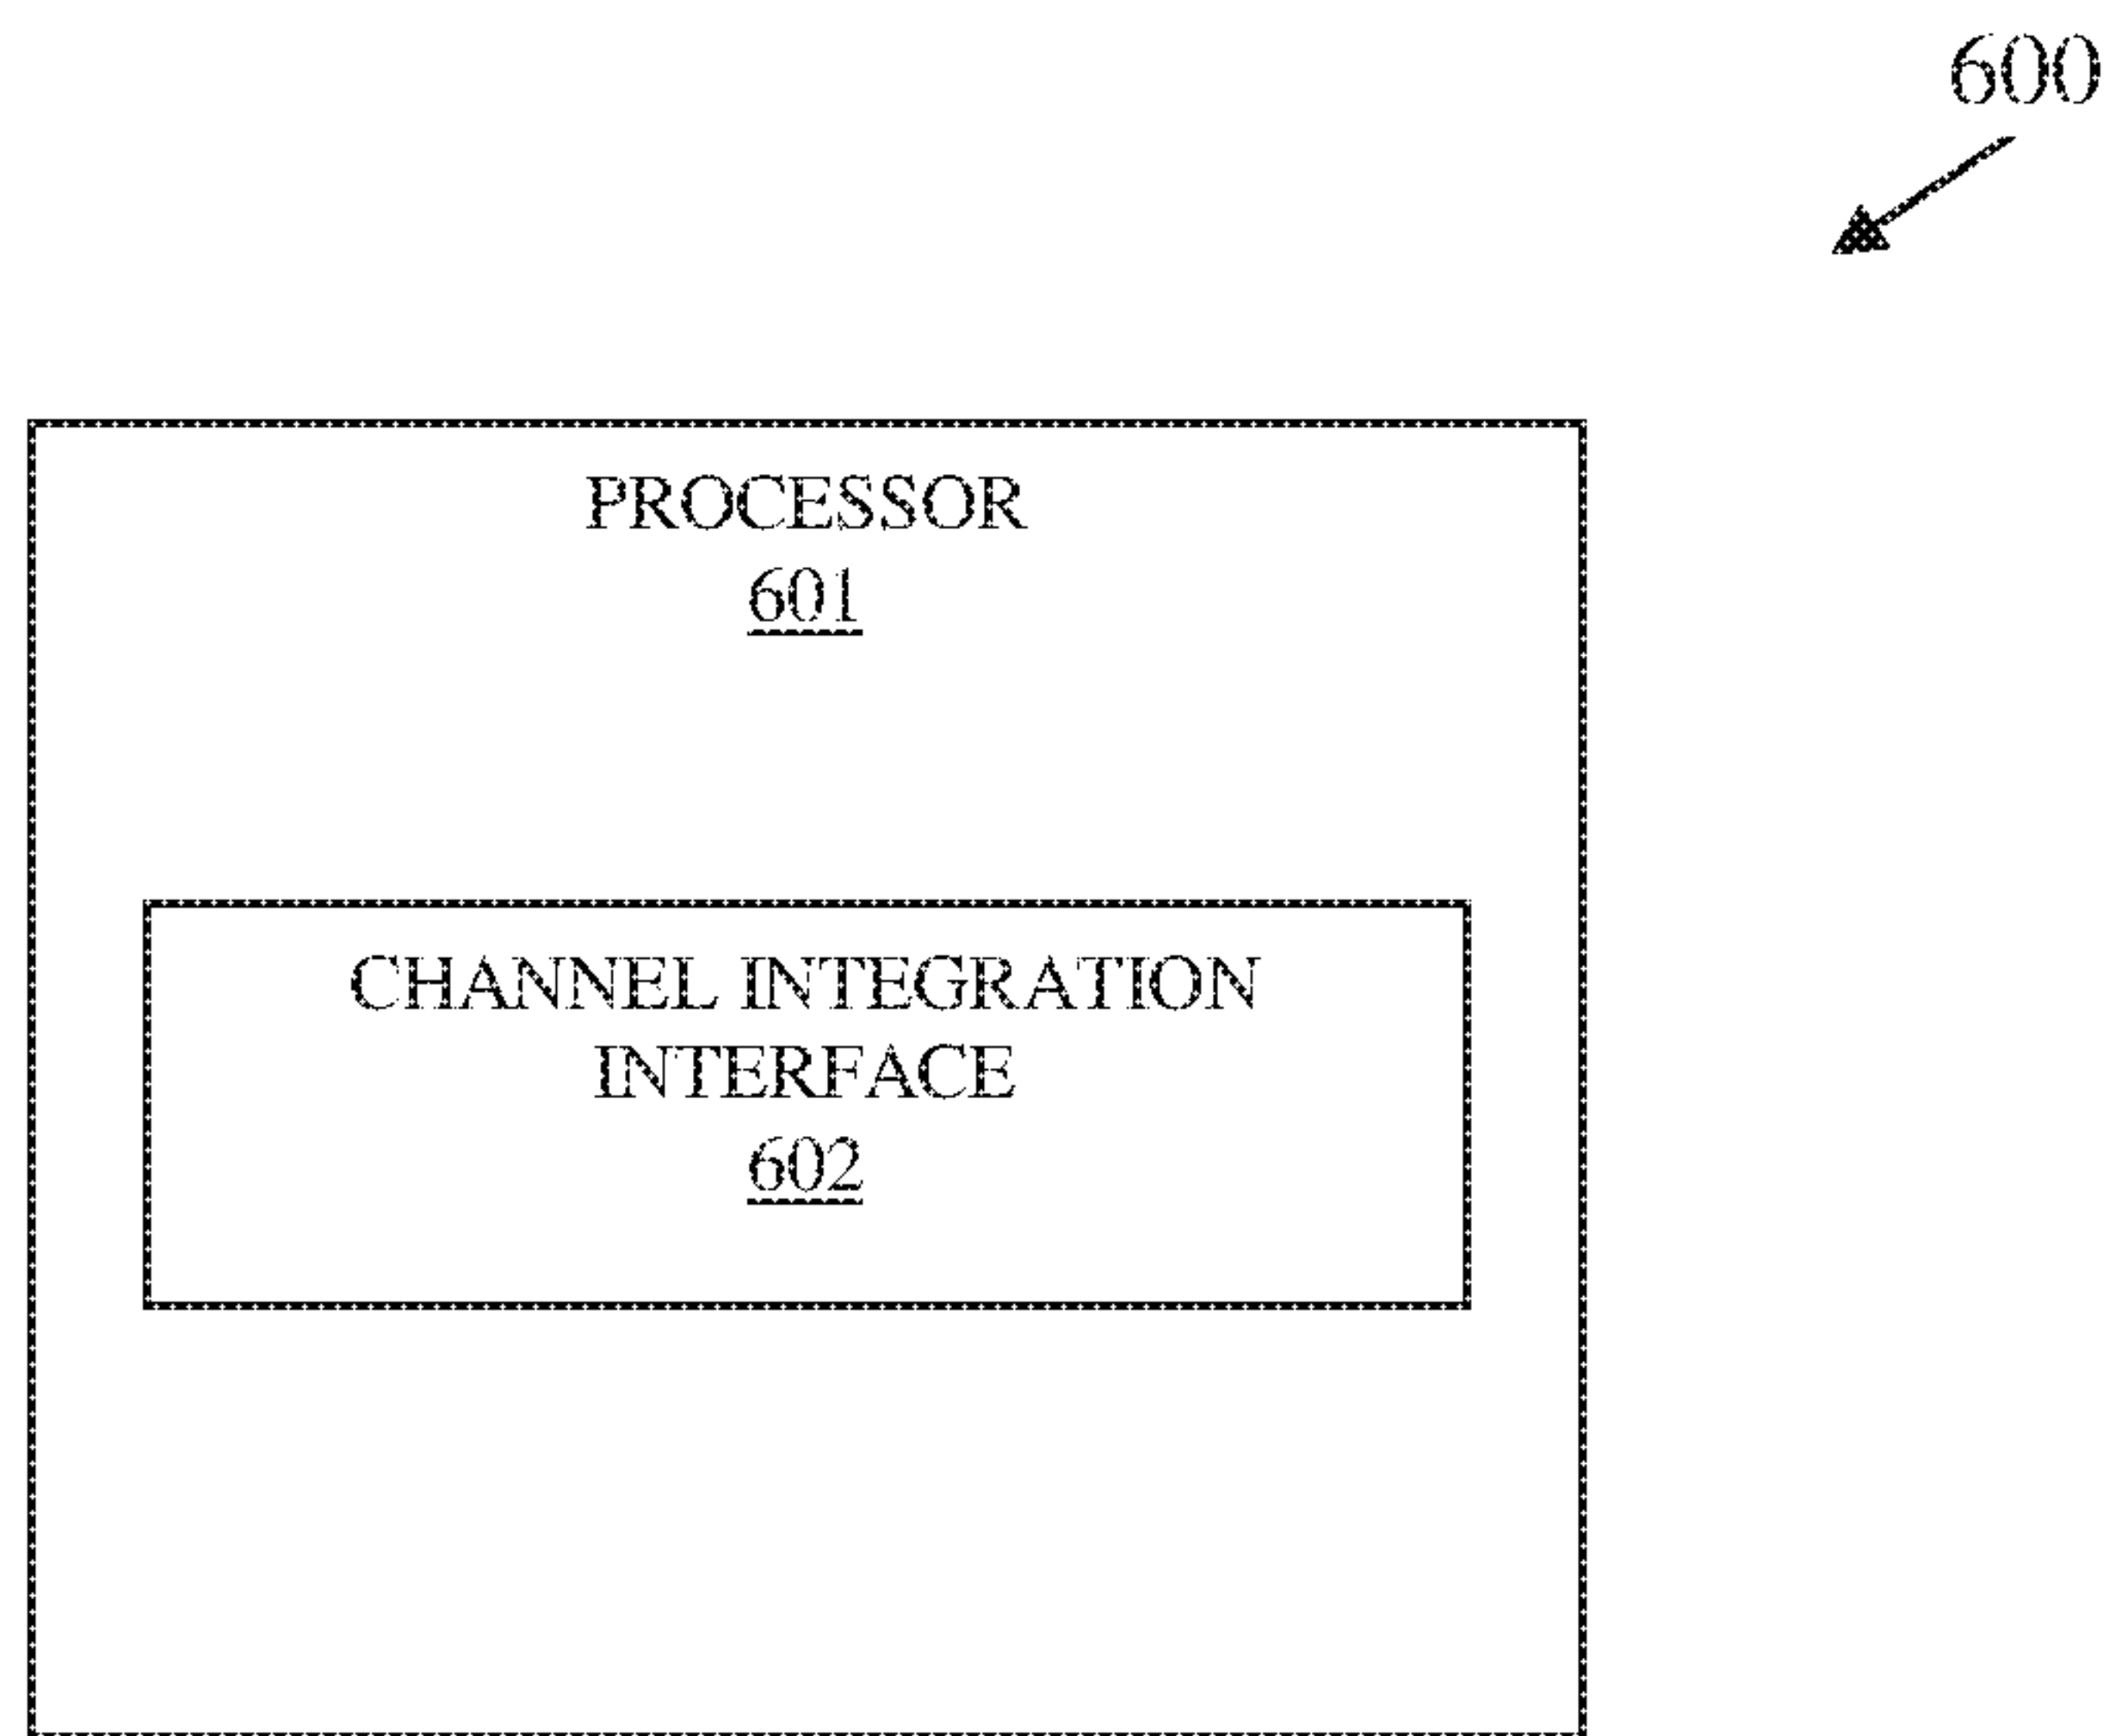 600
PROCESSOR
601
CHANNEL INTEGRATION
INTERFACE
602